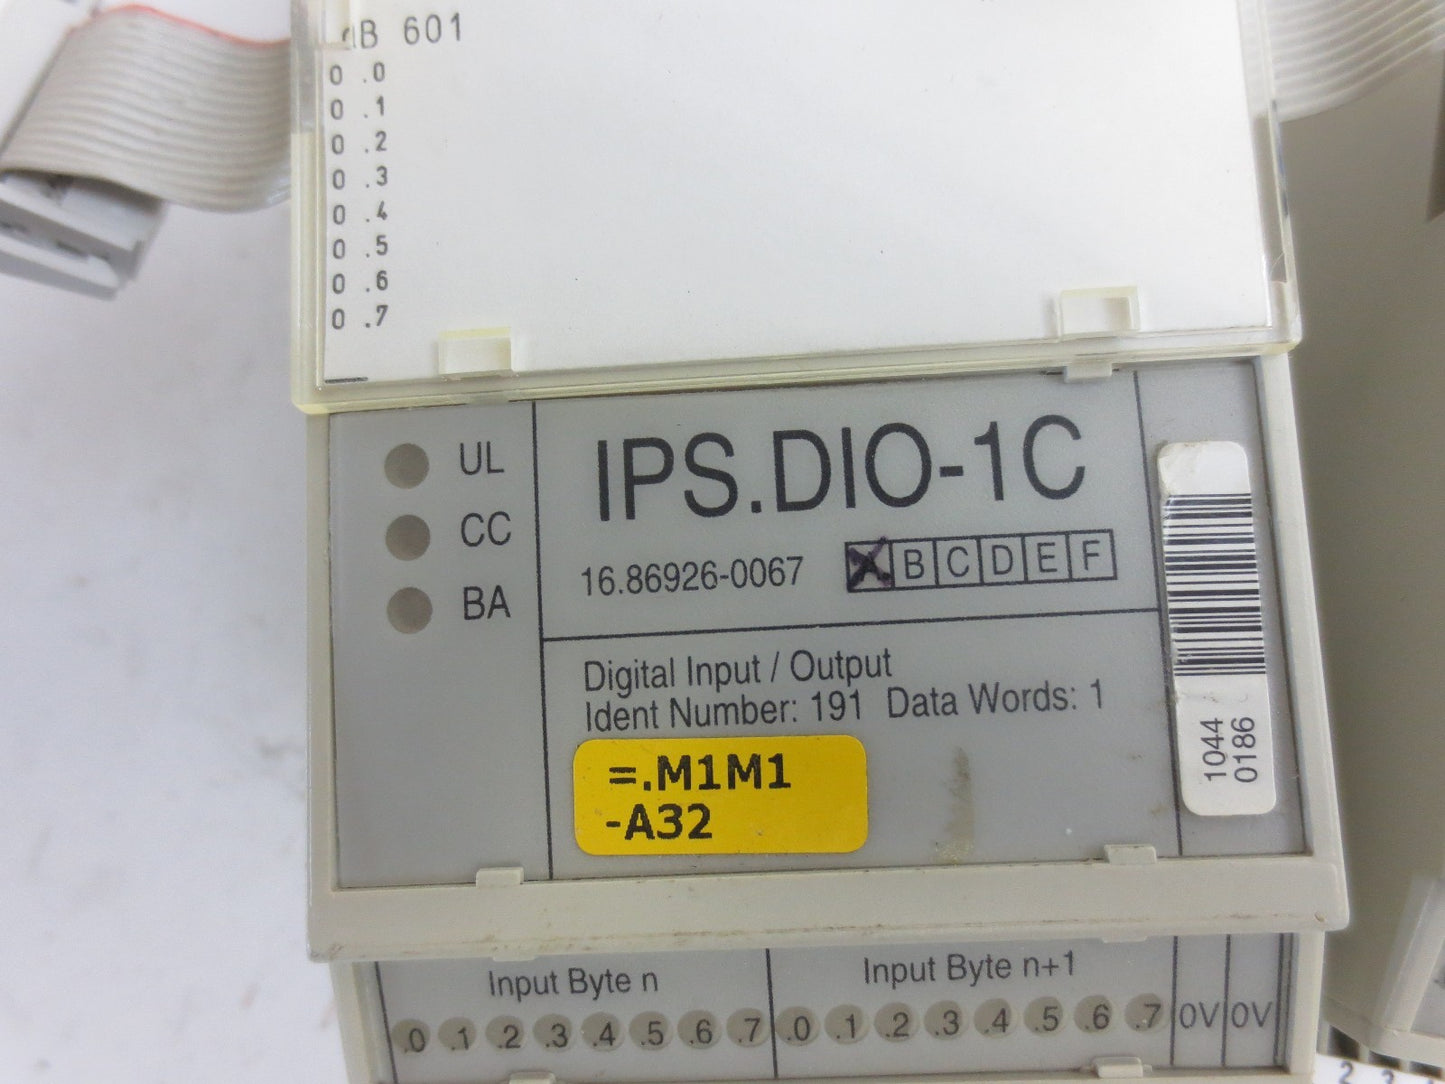 601
0 .0
0 .1
0 .2
0 .3
0 .4
0 .5
0 .6
0 .7
UL
CC
BA
IPS.DIO-1C
16.86926-0067 A B C D E F
Digital Input / Output
Ident Number: 191 Data Words: 1
=.M1M1
-A32
1044
0186
Input Byte n
Input Byte n+1
.0 .1 .2 .3 .4 .5 .6 .7 .0 .1 .2 .3 .4 .5 .6 .7 0V 0V